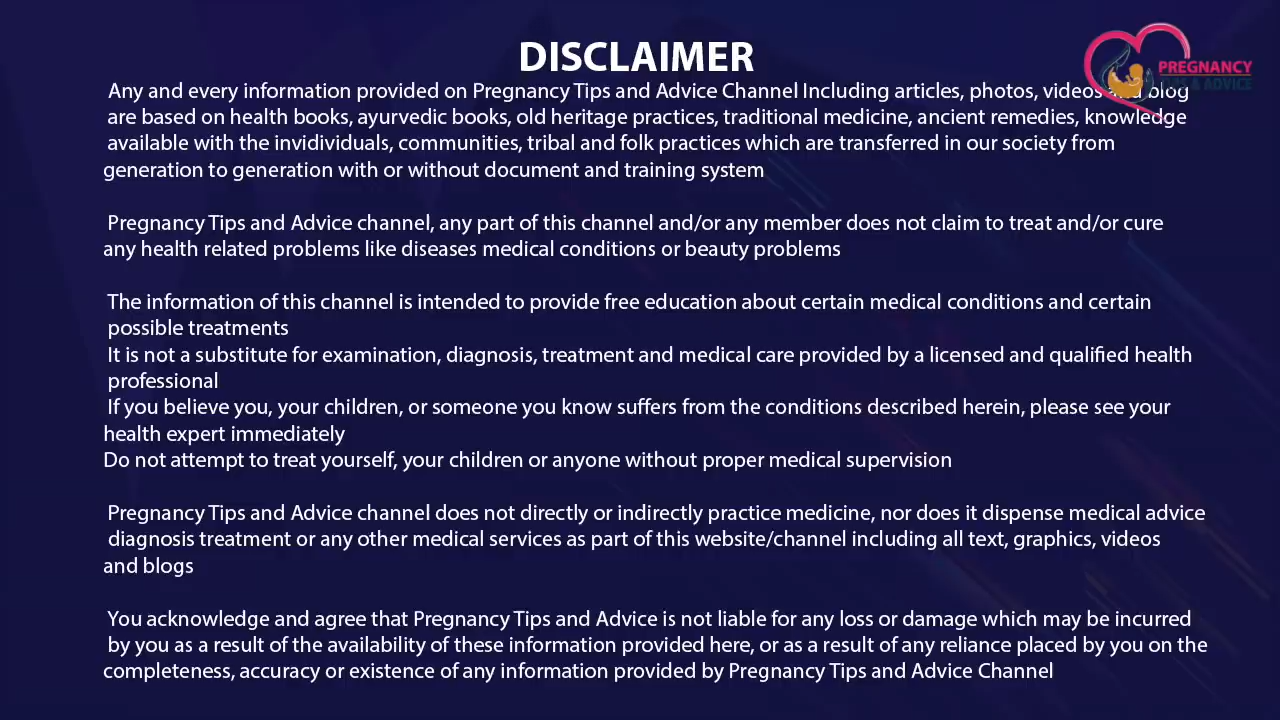 DISCLAIMER
PREGNANCY
TIPS & ADVICE
Any and every information provided on Pregnancy Tips and Advice Channel Including articles, photos, videos and blog
are based on health books, ayurvedic books, old heritage practices, traditional medicine, ancient remedies, knowledge
available with the invidividuals, communities, tribal and folk practices which are transferred in our society from
generation to generation with or without document and training system
Pregnancy Tips and Advice channel, any part of this channel and/or any member does not claim to treat and/or cure
any health related problems like diseases medical conditions or beauty problems
The information of this channel is intended to provide free education about certain medical conditions and certain
possible treatments
It is not a substitute for examination, diagnosis, treatment and medical care provided by a licensed and qualified health
professional
If you believe you, your children, or someone you know suffers from the conditions described herein, please see your
health expert immediately
Do not attempt to treat yourself, your children or anyone without proper medical supervision
Pregnancy Tips and Advice channel does not directly or indirectly practice medicine, nor does it dispense medical advice
diagnosis treatment or any other medical services as part of this website/channel including all text, graphics, videos
and blogs
You acknowledge and agree that Pregnancy Tips and Advice is not liable for any loss or damage which may be incurred
by you as a result of the availability of these information provided here, or as a result of any reliance placed by you on the
completeness, accuracy or existence of any information provided by Pregnancy Tips and Advice Channel